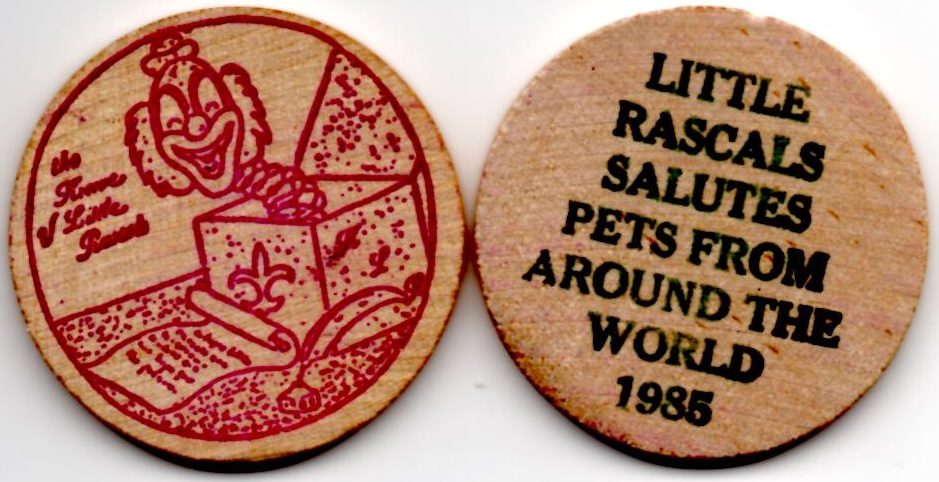 the
Krewe
of Little
Rascals
K
L
LITTLE
RASCALS
SALUTES
PETS FROM
AROUND THE
WORLD
1985